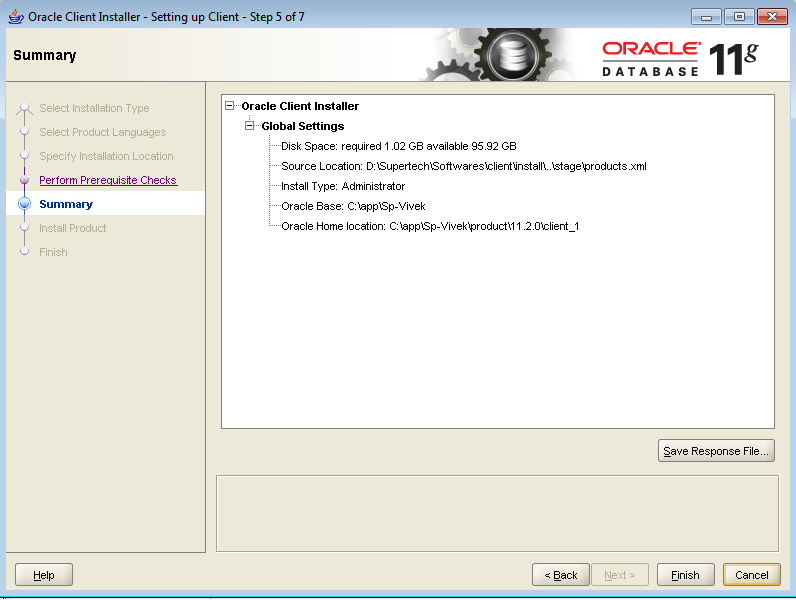 Oracle Client Installer - Setting up Client - Step 5 of 7
Summary
ORACLE
DATABASE
11g
Select Installation Type
Select Product Languages
Specify Installation Location
Perform Prerequisite Checks
Summary
Install Product
Finish
Oracle Client Installer
Global Settings
Disk Space: required 1.02 GB available 95.92 GB
Source Location: D:\Supertech\Softwares\client\install\..\stage\products.xml
Install Type: Administrator
Oracle Base: C:\app\Sp-Vivek
Oracle Home location: C:\app\Sp-Vivek\product\11.2.0\client_1
Save Response File...
Help
< Back
Next >
Finish
Cancel